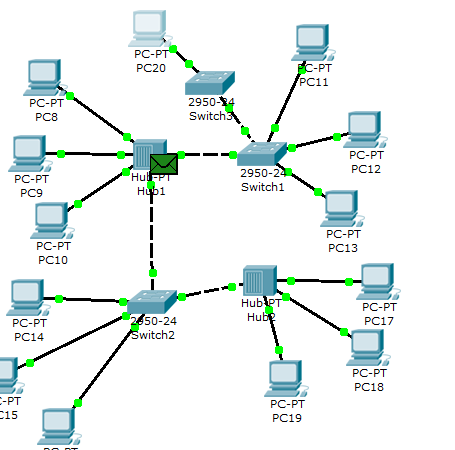 PC-PT
PC20
PC-PT
PC11
PC-PT
PC8
2950-24
Switch3
PC-PT
PC9
Hub-PT
Hub1
2950-24
Switch1
PC-PT
PC12
PC-PT
PC10
PC-PT
PC13
PC-PT
PC14
2950-24
Switch2
Hub-PT
Hub2
PC-PT
PC17
PC-PT
PC18
C-PT
C15
PC-PT
PC19